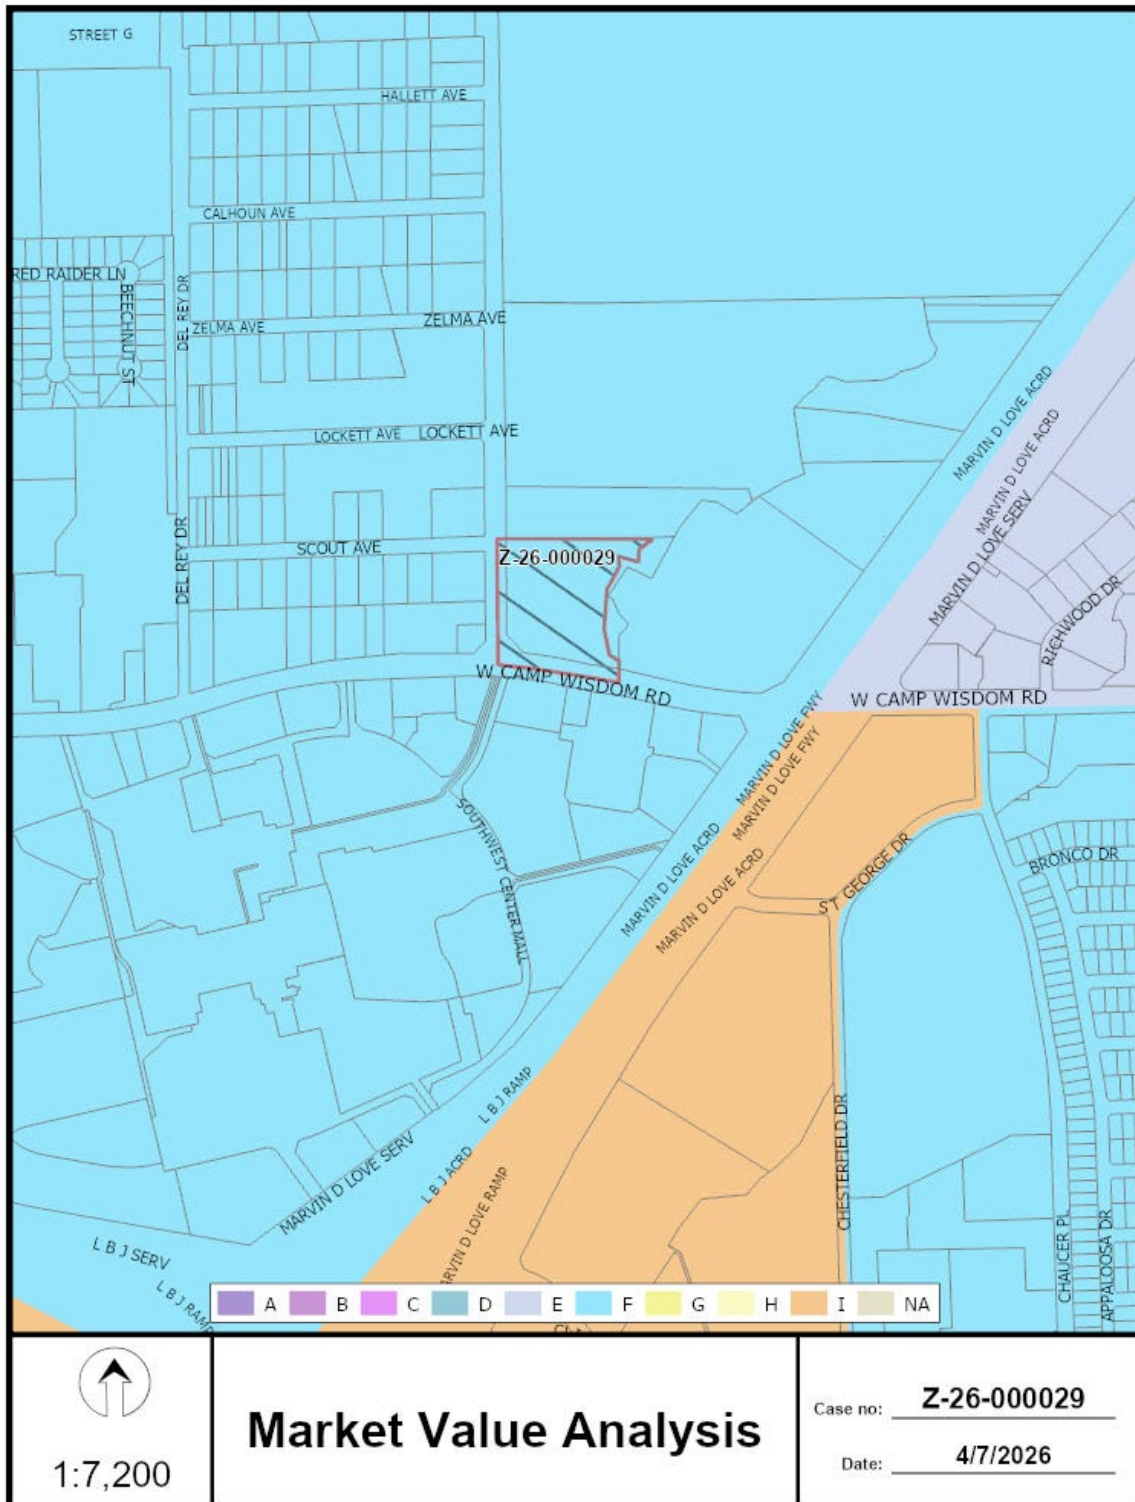 STREET G
HALLETT AVE
CALHOUN AVE
RED RAIDER LN
BEECHNUT ST
DEL REY DR
ZELMA AVE
ZELMA AVE
LOCKETT AVE
LOCKETT AVE
MARVIN D LOVE ACRD
MARVIN D LOVE ACRD
MARVIN D LOVE SERV
DEL REY DR
SCOUT AVE
Z-26-000029
RICHWOOD DR
W CAMP WISDOM RD
W CAMP WISDOM RD
MARVIN D LOVE FWY
MARVIN D LOVE FWY
SOUTHWEST CENTER MALL
MARVIN D LOVE ACRD
MARVIN D LOVE ACRD
ST GEORGE DR
BRONCO DR
L B J RAMP
L B J ACRD
MARVIN D LOVE SERV
MARVIN D LOVE RAMP
CHESTERFIELD DR
CHAUCER PL
APPALOOSA DR
L B J SERV
L B J RAMP
A B C D E F G H I NA
1:7,200
Market Value Analysis
Case no: Z-26-000029
Date: 4/7/2026